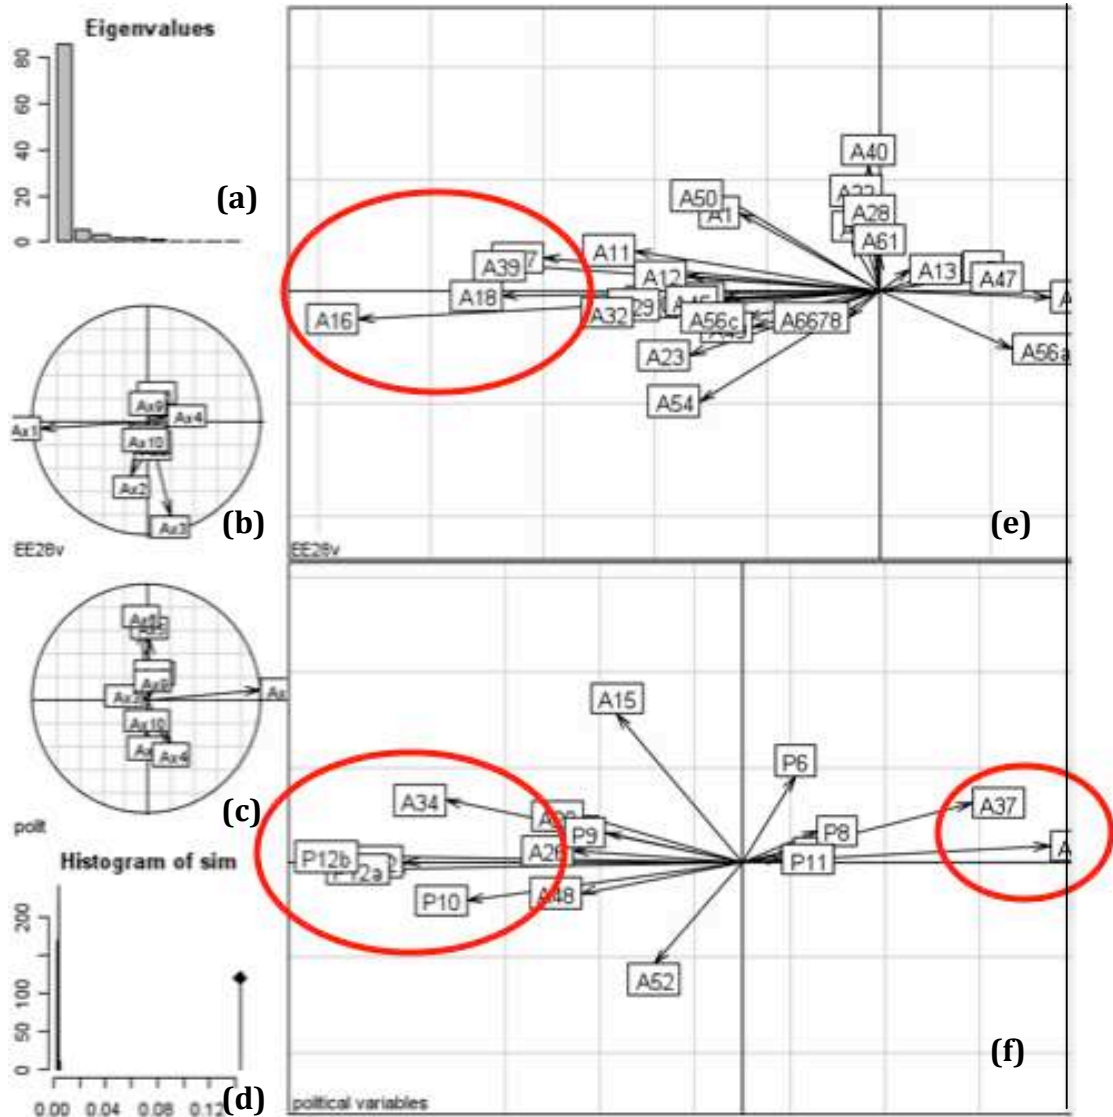 Eigenvalues
80
60
40
20
0
(a)
Ax9
Ax4
Ax1
Ax10
Ax2
Ax3
(b)
EE28v
Ax9
Ax10
Ax4
(c)
polit
Histogram of sim
200
100
50
0
0.00 0.04 0.08 0.12
(d)
A40
A50
A1
A28
A61
A11
A39
A12
A13
A47
A18
A16
A32
A56c
A6678
A23
A56a
A54
(e)
EE28v
A15
P6
A34
A37
P9
P8
A26
P12b
P12a
P11
P10
A48
A52
(f)
political variables